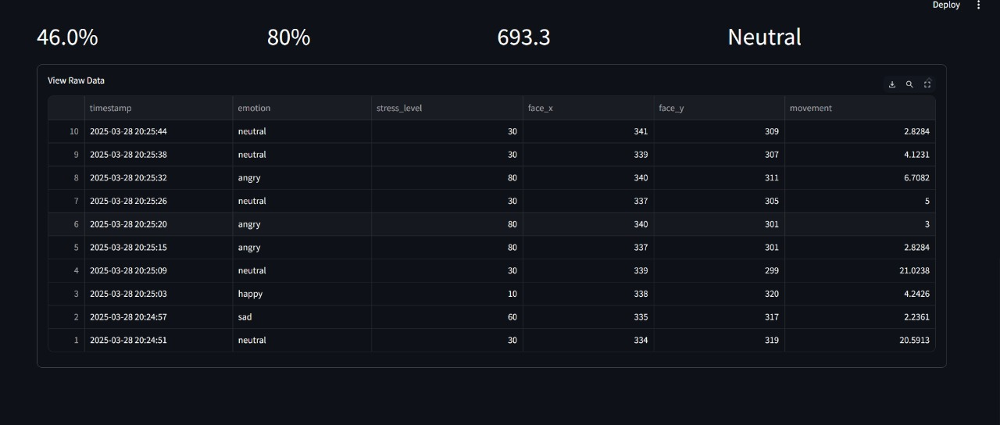 Deploy
46.0% 80% 693.3 Neutral
View Raw Data
timestamp emotion stress_level face_x face_y movement
10 2025-03-28 20:25:44 neutral 30 341 309 2.8284
9 2025-03-28 20:25:38 neutral 30 339 307 4.1231
8 2025-03-28 20:25:32 angry 80 340 311 6.7082
7 2025-03-28 20:25:26 neutral 30 337 305 5
6 2025-03-28 20:25:20 angry 80 340 301 3
5 2025-03-28 20:25:15 angry 80 337 301 2.8284
4 2025-03-28 20:25:09 neutral 30 339 299 21.0238
3 2025-03-28 20:25:03 happy 10 338 320 4.2426
2 2025-03-28 20:24:57 sad 60 335 317 2.2361
1 2025-03-28 20:24:51 neutral 30 334 319 20.5913